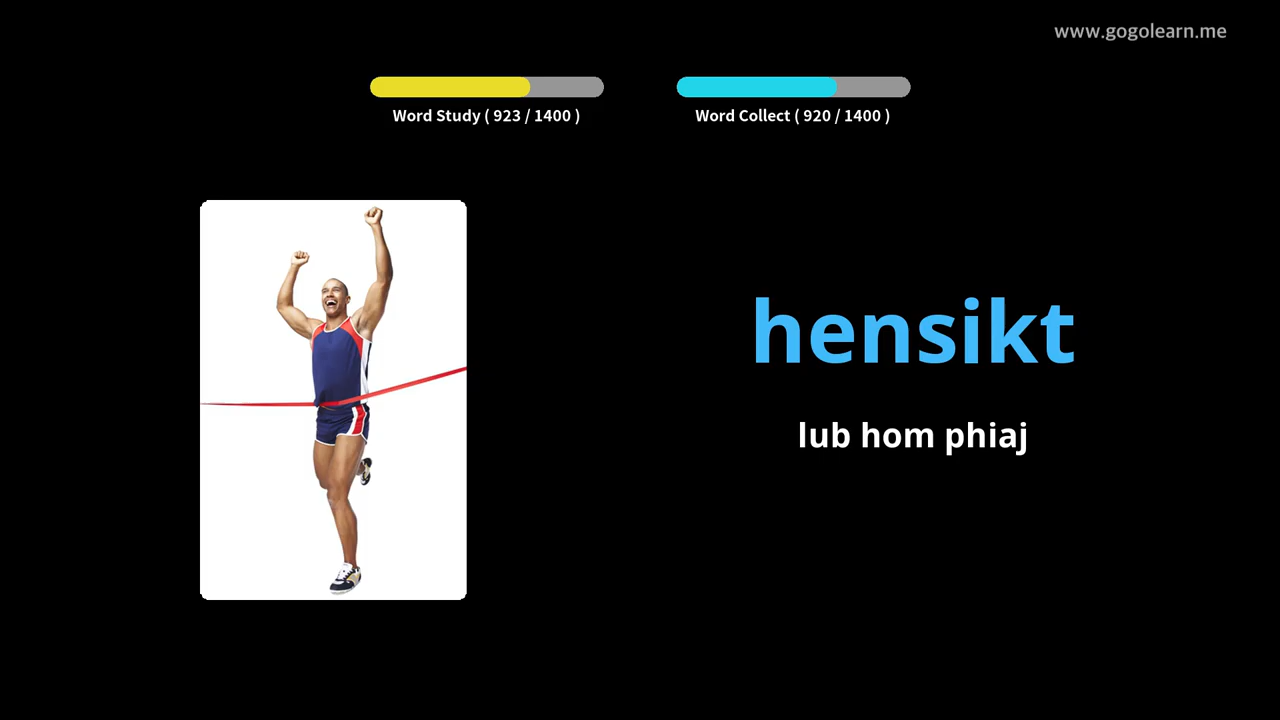 www.gogolearn.me
Word Study ( 923 / 1400 )
Word Collect ( 920 / 1400 )
hensikt
lub hom phiaj